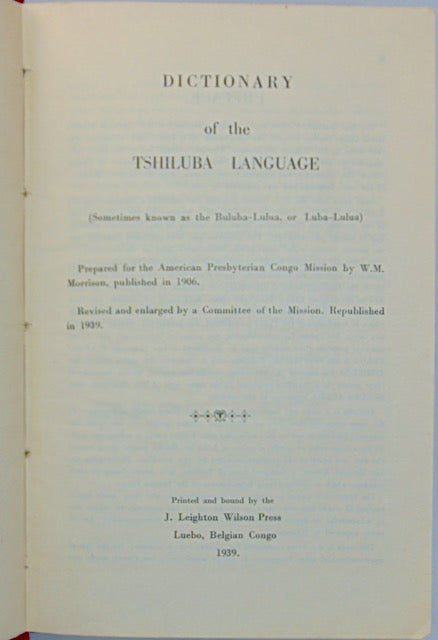 DICTIONARY
of the
TSHILUBA LANGUAGE
(Sometimes known as the Buluba-Lulua, or Luba-Lulua)
Prepared for the American Presbyterian Congo Mission by W.M.
Morrison, published in 1906.
Revised and enlarged by a Committee of the Mission. Republished
in 1939.
Printed and bound by the
J. Leighton Wilson Press
Luebo, Belgian Congo
1939.